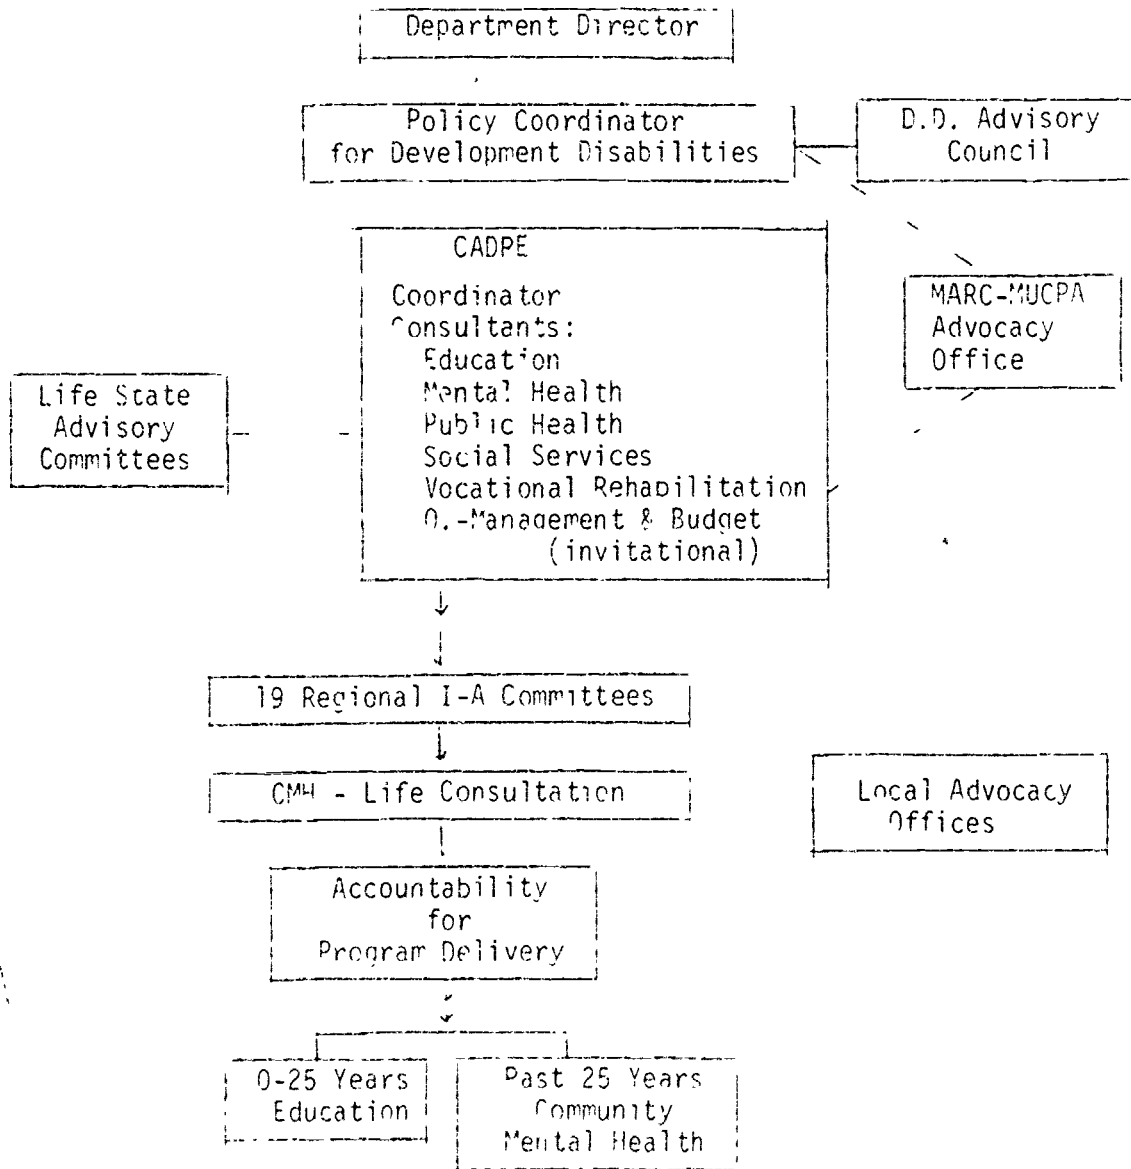 Department Director
Policy Coordinator
for Development Disabilities
D.D. Advisory
Council
CADPE
Coordinator
Consultants:
Education
Mental Health
Public Health
Social Services
Vocational Rehabilitation
O.-Management & Budget
(invitational)
MARC-MUCPA
Advocacy
Office
Life State
Advisory
Committees
19 Regional I-A Committees
CMH - Life Consultation
Local Advocacy
Offices
Accountability
for
Program Delivery
0-25 Years
Education
Past 25 Years
Community
Mental Health